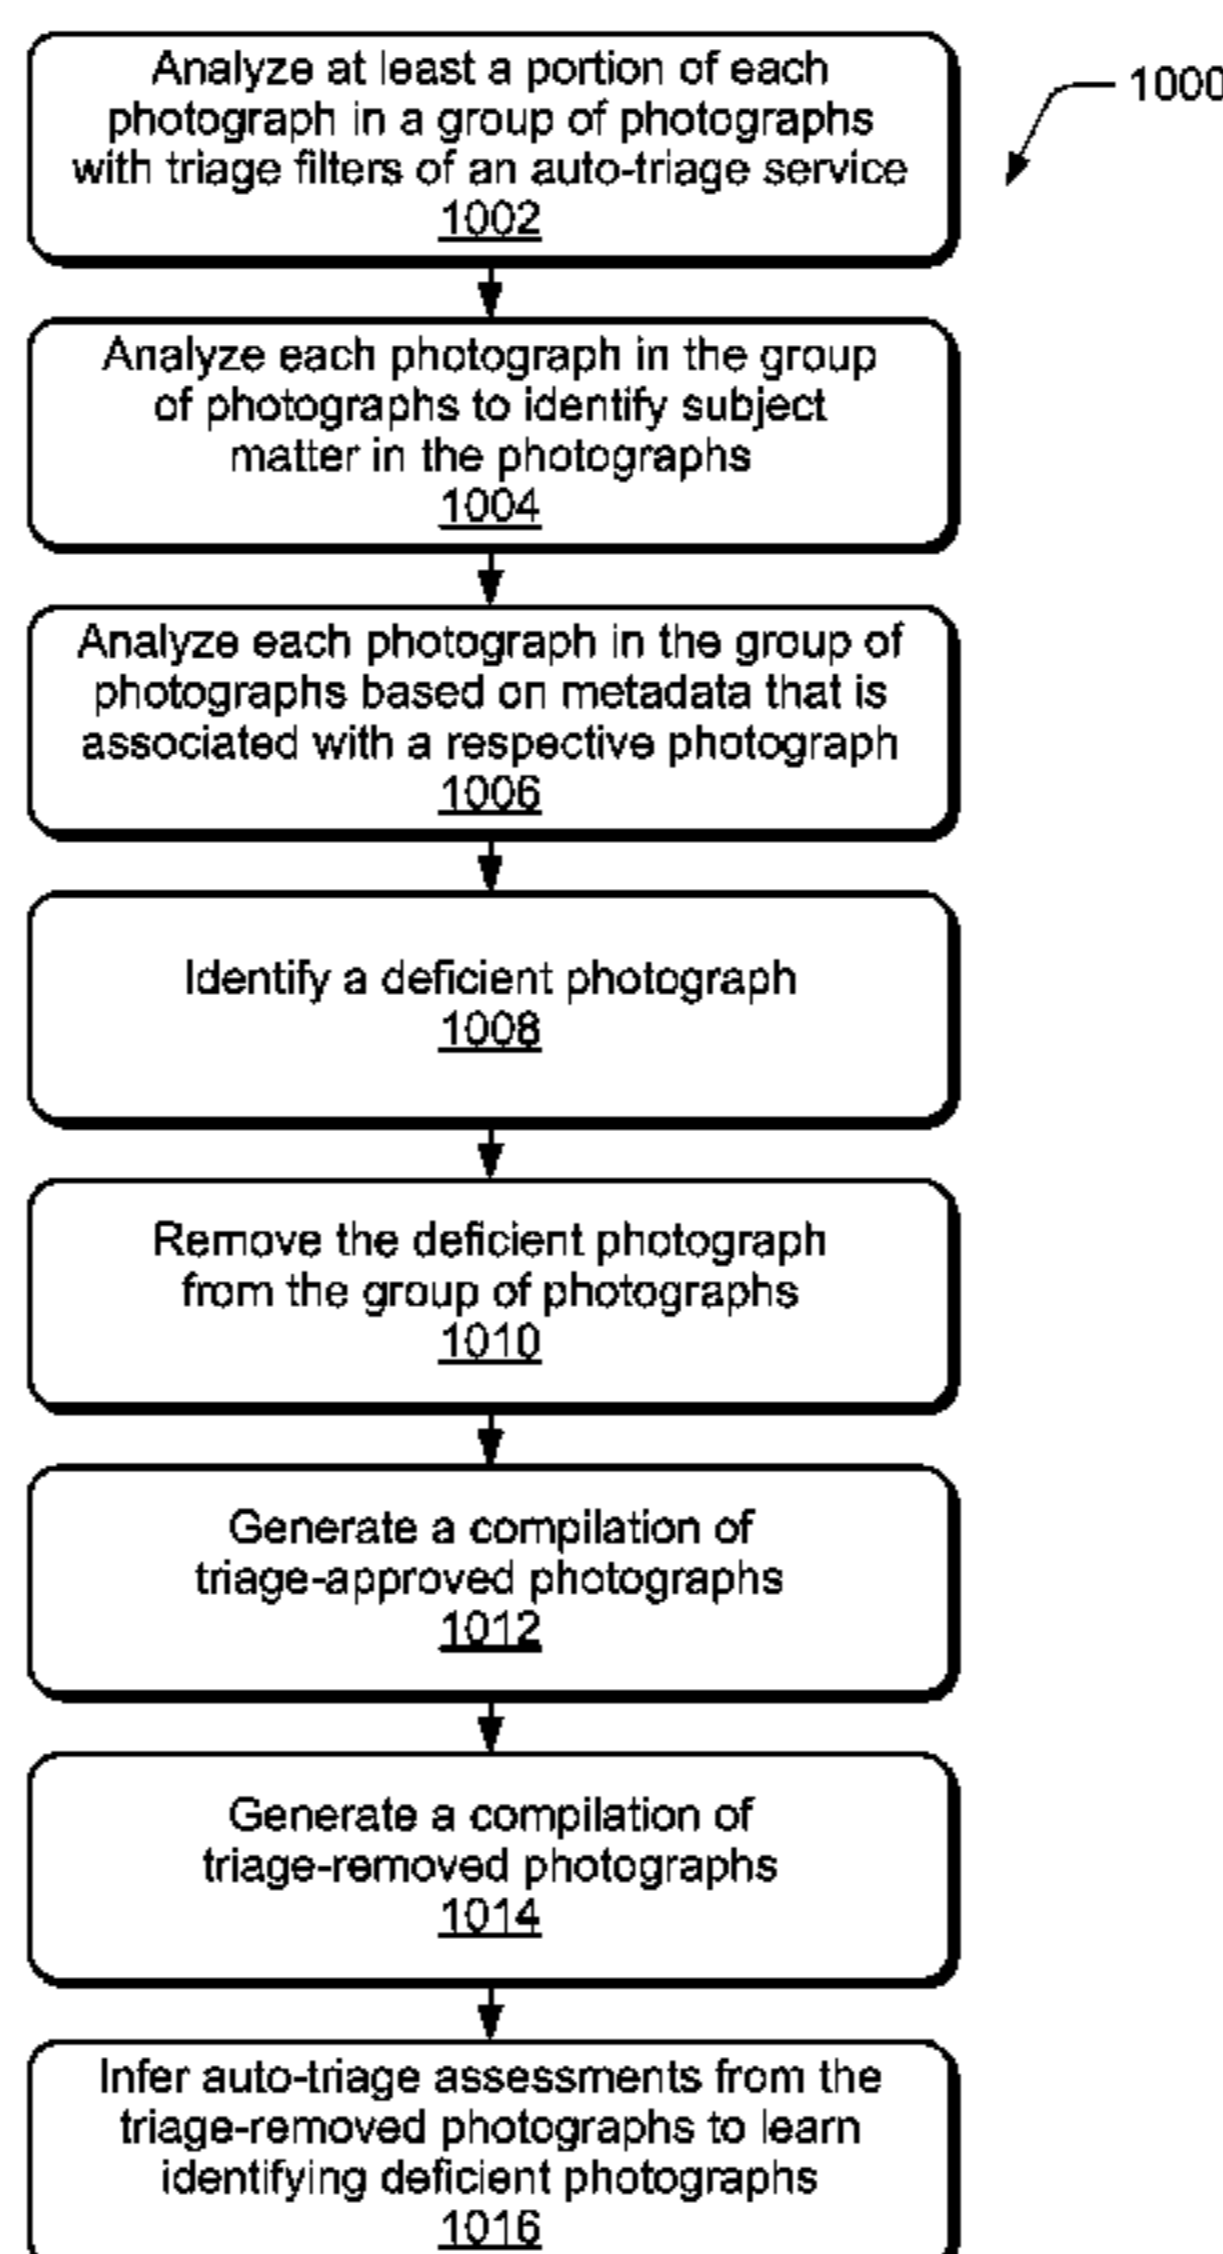 Analyze at least a portion of each
photograph in a group of photographs
with triage filters of an auto-triage service
1002
1000
Analyze each photograph in the group
of photographs to identify subject
matter in the photographs
1004
Analyze each photograph in the group of
photographs based on metadata that is
associated with a respective photograph
1006
Identify a deficient photograph
1008
Remove the deficient photograph
from the group of photographs
1010
Generate a compilation of
triage-approved photographs
1012
Generate a compilation of
triage-removed photographs
1014
Infer auto-triage assessments from the
triage-removed photographs to learn
identifying deficient photographs
1016